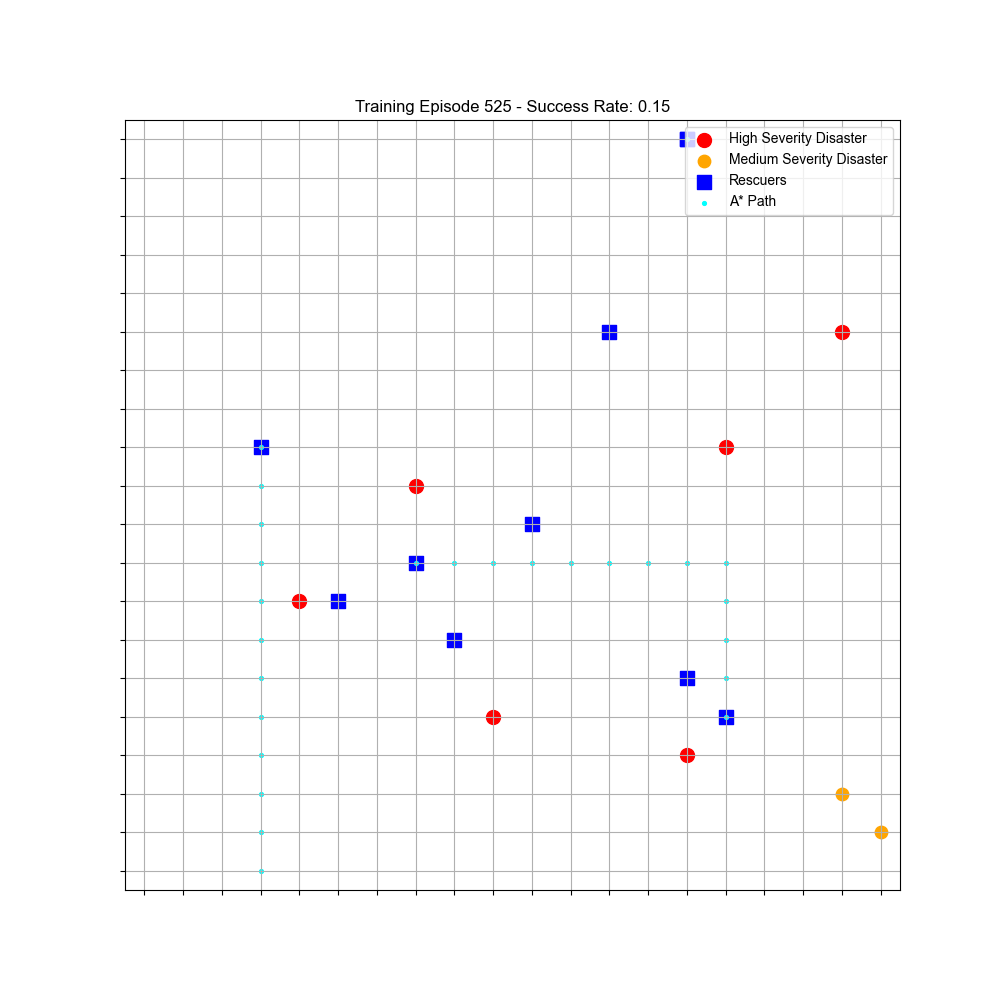 Training Episode 525 - Success Rate: 0.15
High Severity Disaster
Medium Severity Disaster
Rescuers
A* Path